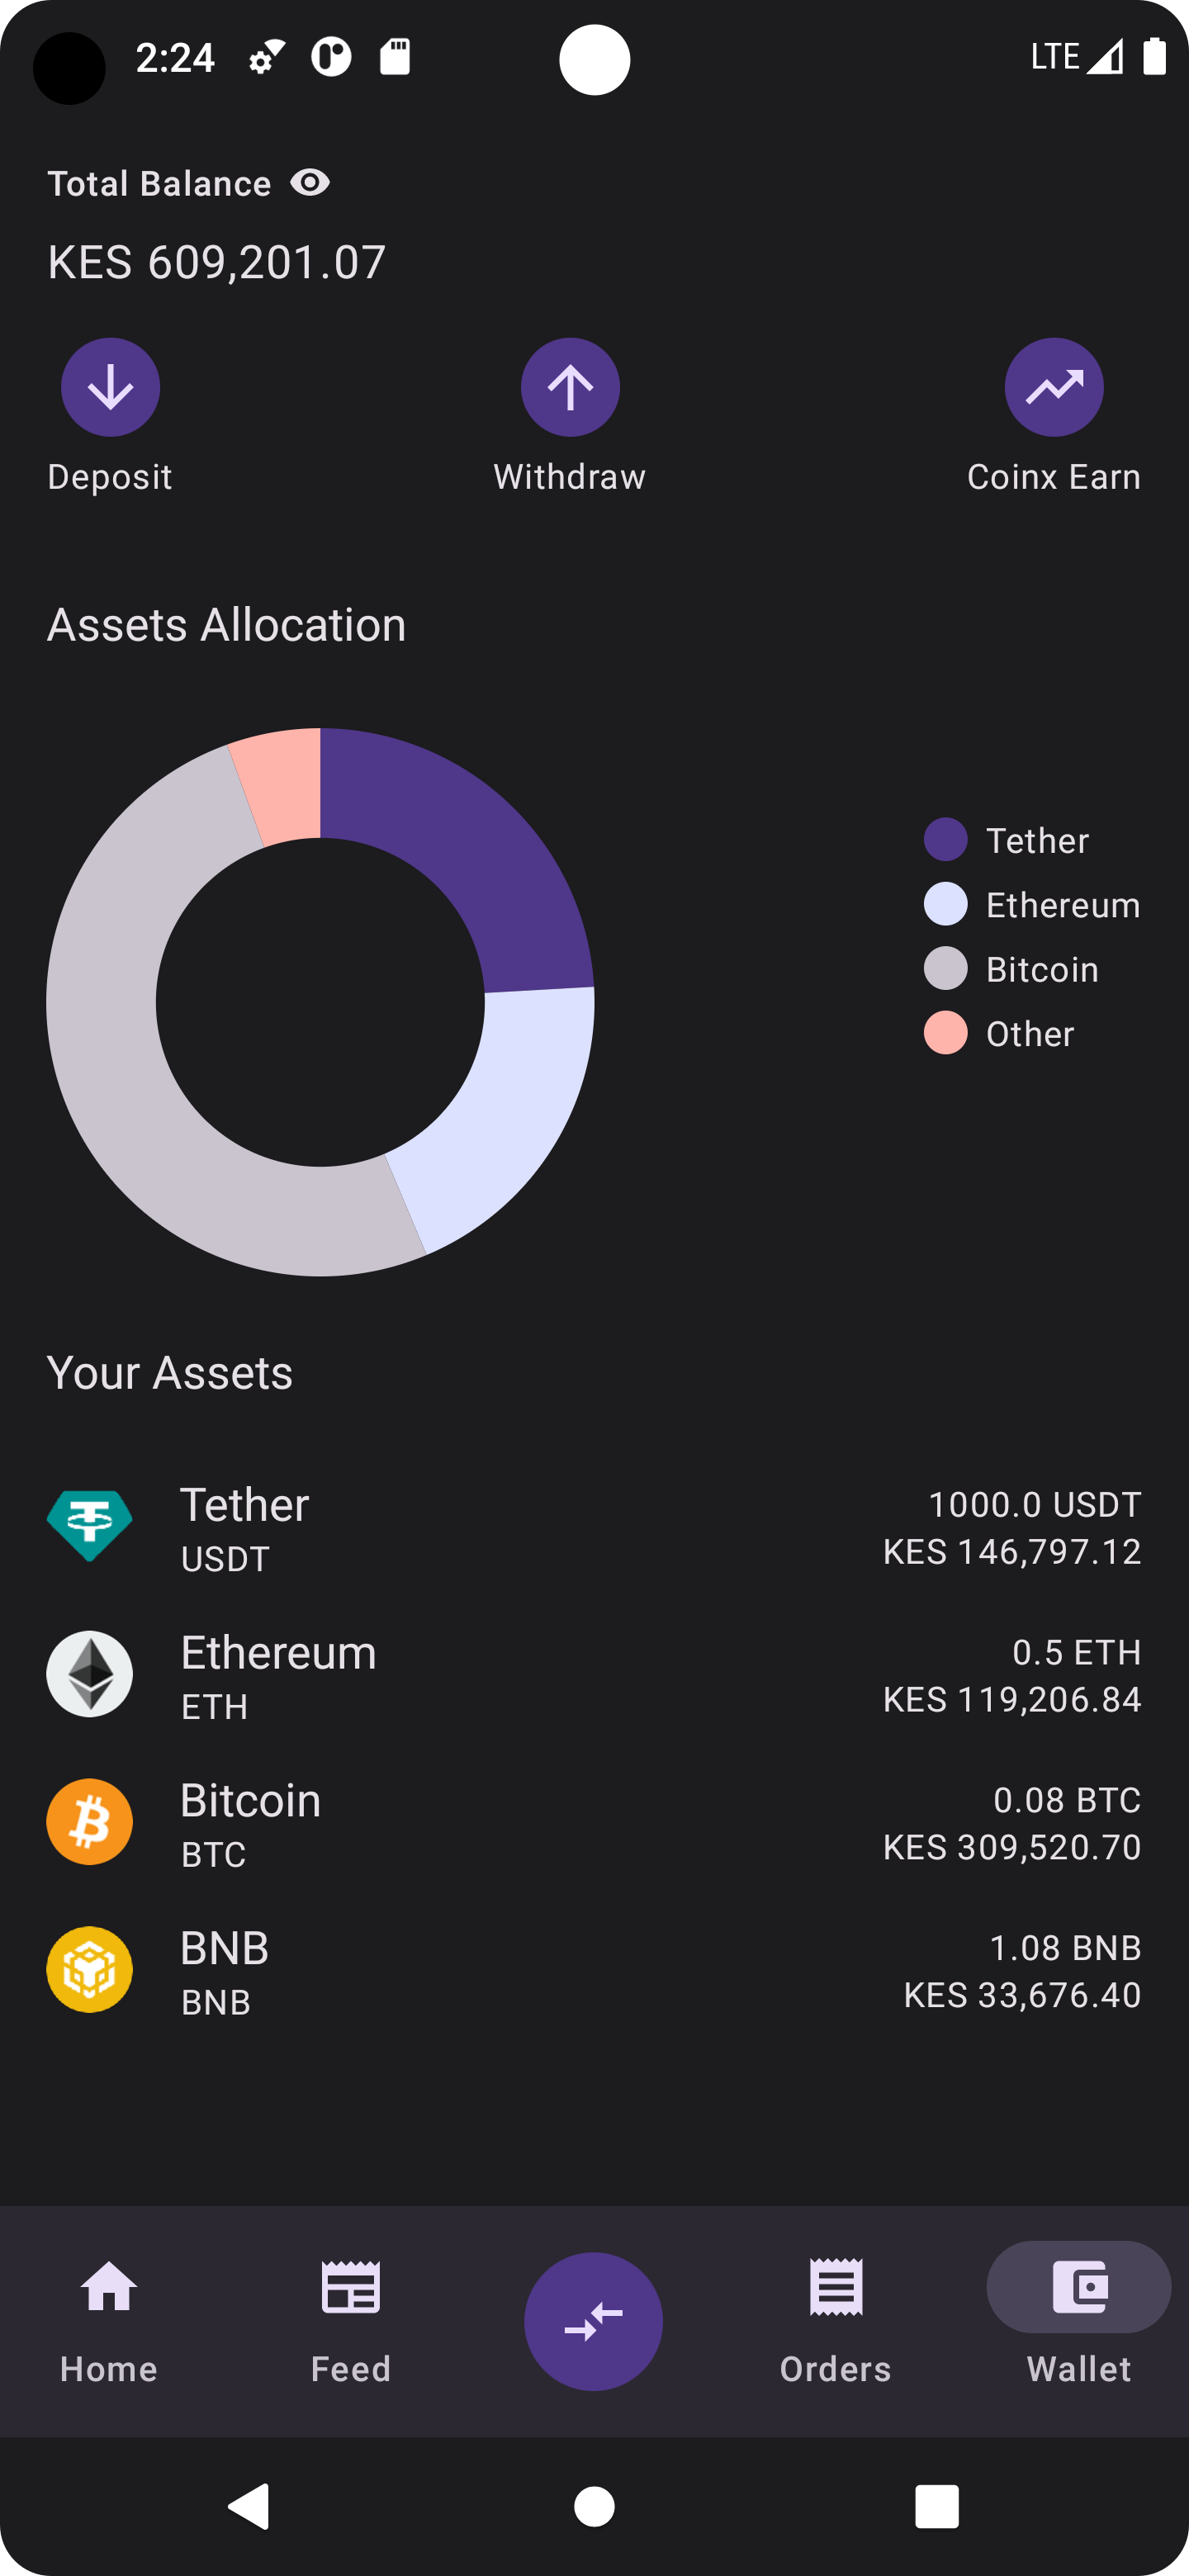 2:24
LTE
Total Balance
KES 609,201.07
Deposit
Withdraw
Coinx Earn
Assets Allocation
Tether
Ethereum
Bitcoin
Other
Your Assets
Tether
1000.0 USDT
USDT
KES 146,797.12
Ethereum
0.5 ETH
ETH
KES 119,206.84
Bitcoin
0.08 BTC
BTC
KES 309,520.70
BNB
1.08 BNB
BNB
KES 33,676.40
Home
Feed
Orders
Wallet